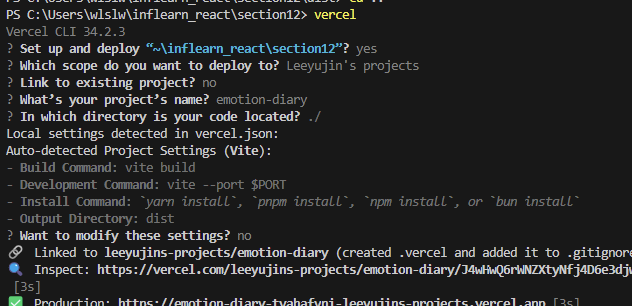 PS C:\Users\wlslw\inflearn_react\section12> vercel
Vercel CLI 34.2.3
? Set up and deploy “~\inflearn_react\section12”? yes
? Which scope do you want to deploy to? Leeyujin's projects
? Link to existing project? no
? What’s your project’s name? emotion-diary
? In which directory is your code located? ./
Local settings detected in vercel.json:
Auto-detected Project Settings (Vite):
- Build Command: vite build
- Development Command: vite --port $PORT
- Install Command: `yarn install`, `pnpm install`, `npm install`, or `bun install`
- Output Directory: dist
? Want to modify these settings? no
🔗 Linked to leeyujins-projects/emotion-diary (created .vercel and added it to .gitignore
🔍 Inspect: https://vercel.com/leeyujins-projects/emotion-diary/J4wHwQ6rWNZXtyNfj4D6e3djw
[3s]
✅ Production: https://emotion-diary-tyahafyni-leeyujins-projects.vercel.app [3s]